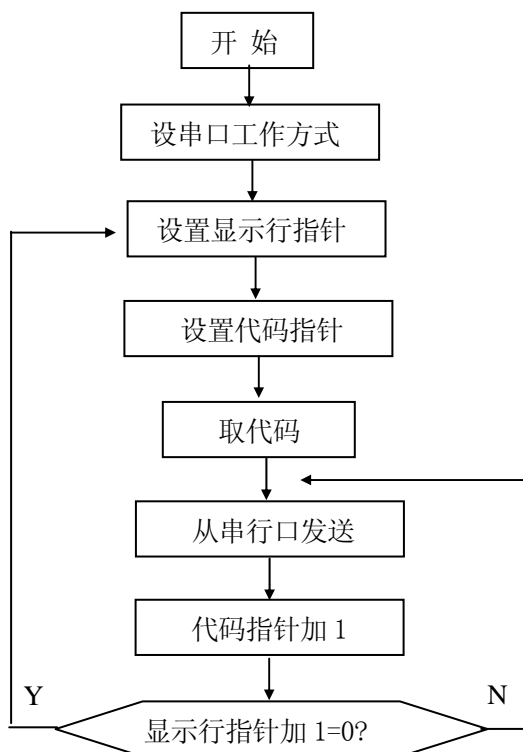 开 始
设串口工作方式
设置显示行指针
设置代码指针
取代码
从串行口发送
代码指针加 1
Y
N
显示行指针加 1=0?